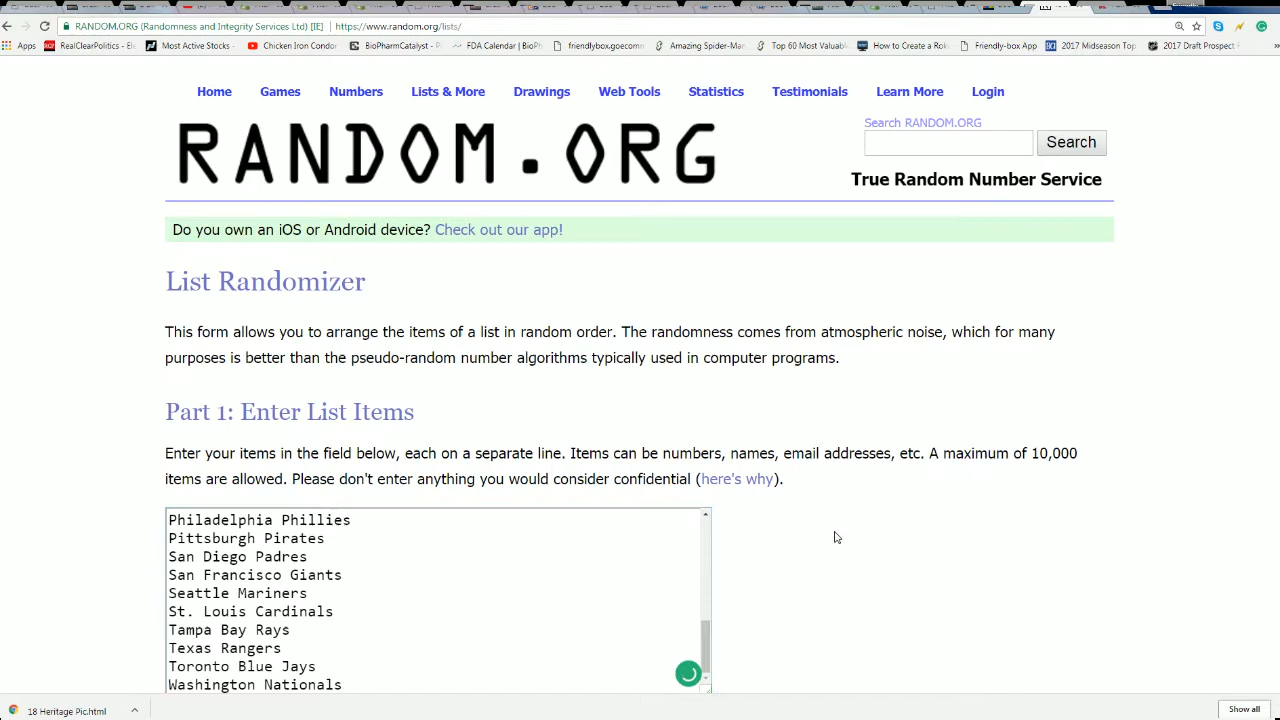 RANDOM.ORG (Randomness and Integrity Services Ltd) [IE] https://www.random.org/lists/
Apps RealClearPolitics - Ele Most Active Stocks - Chicken Iron Condor BioPharmCatalyst - P FDA Calendar | BioPh friendlybox.goecomm Amazing Spider-Man Top 60 Most Valuabl How to Create a Rok Friendly-box App 2017 Midseason Top 2017 Draft Prospect
Home Games Numbers Lists & More Drawings Web Tools Statistics Testimonials Learn More Login
Search RANDOM.ORG
RANDOM.ORG
Search
True Random Number Service
Do you own an iOS or Android device? Check out our app!
List Randomizer
This form allows you to arrange the items of a list in random order. The randomness comes from atmospheric noise, which for many
purposes is better than the pseudo-random number algorithms typically used in computer programs.
Part 1: Enter List Items
Enter your items in the field below, each on a separate line. Items can be numbers, names, email addresses, etc. A maximum of 10,000
items are allowed. Please don't enter anything you would consider confidential (here's why).
Philadelphia Phillies
Pittsburgh Pirates
San Diego Padres
San Francisco Giants
Seattle Mariners
St. Louis Cardinals
Tampa Bay Rays
Texas Rangers
Toronto Blue Jays
Washington Nationals
18 Heritage Pic.html
Show all